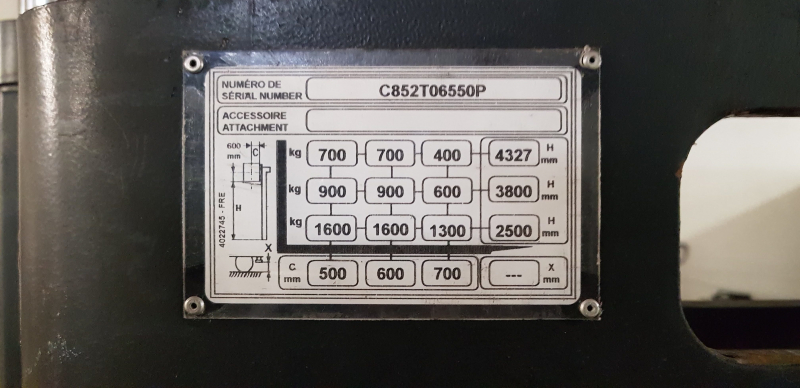 NUMÉRO DE
SÉRIAL NUMBER C852T06550P
ACCESSOIRE
ATTACHMENT
600 mm C
kg 700 700 400 4327 H mm
kg 900 900 600 3800 H mm
H
kg 1600 1600 1300 2500 H mm
X
C mm 500 600 700 --- X mm
4022745 - FRE